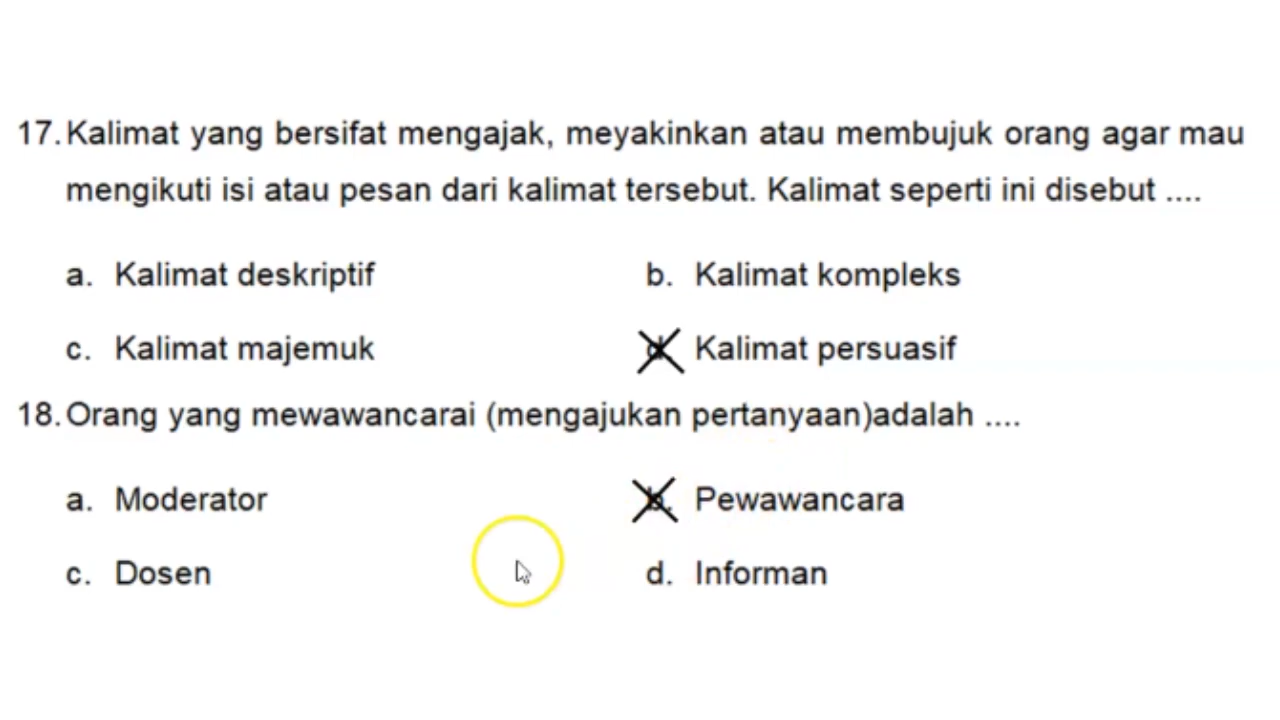 17. Kalimat yang bersifat mengajak, meyakinkan atau membujuk orang agar mau
mengikuti isi atau pesan dari kalimat tersebut. Kalimat seperti ini disebut ....
a. Kalimat deskriptif
b. Kalimat kompleks
c. Kalimat majemuk
d. Kalimat persuasif
18. Orang yang mewawancarai (mengajukan pertanyaan)adalah ....
a. Moderator
b. Pewawancara
c. Dosen
d. Informan